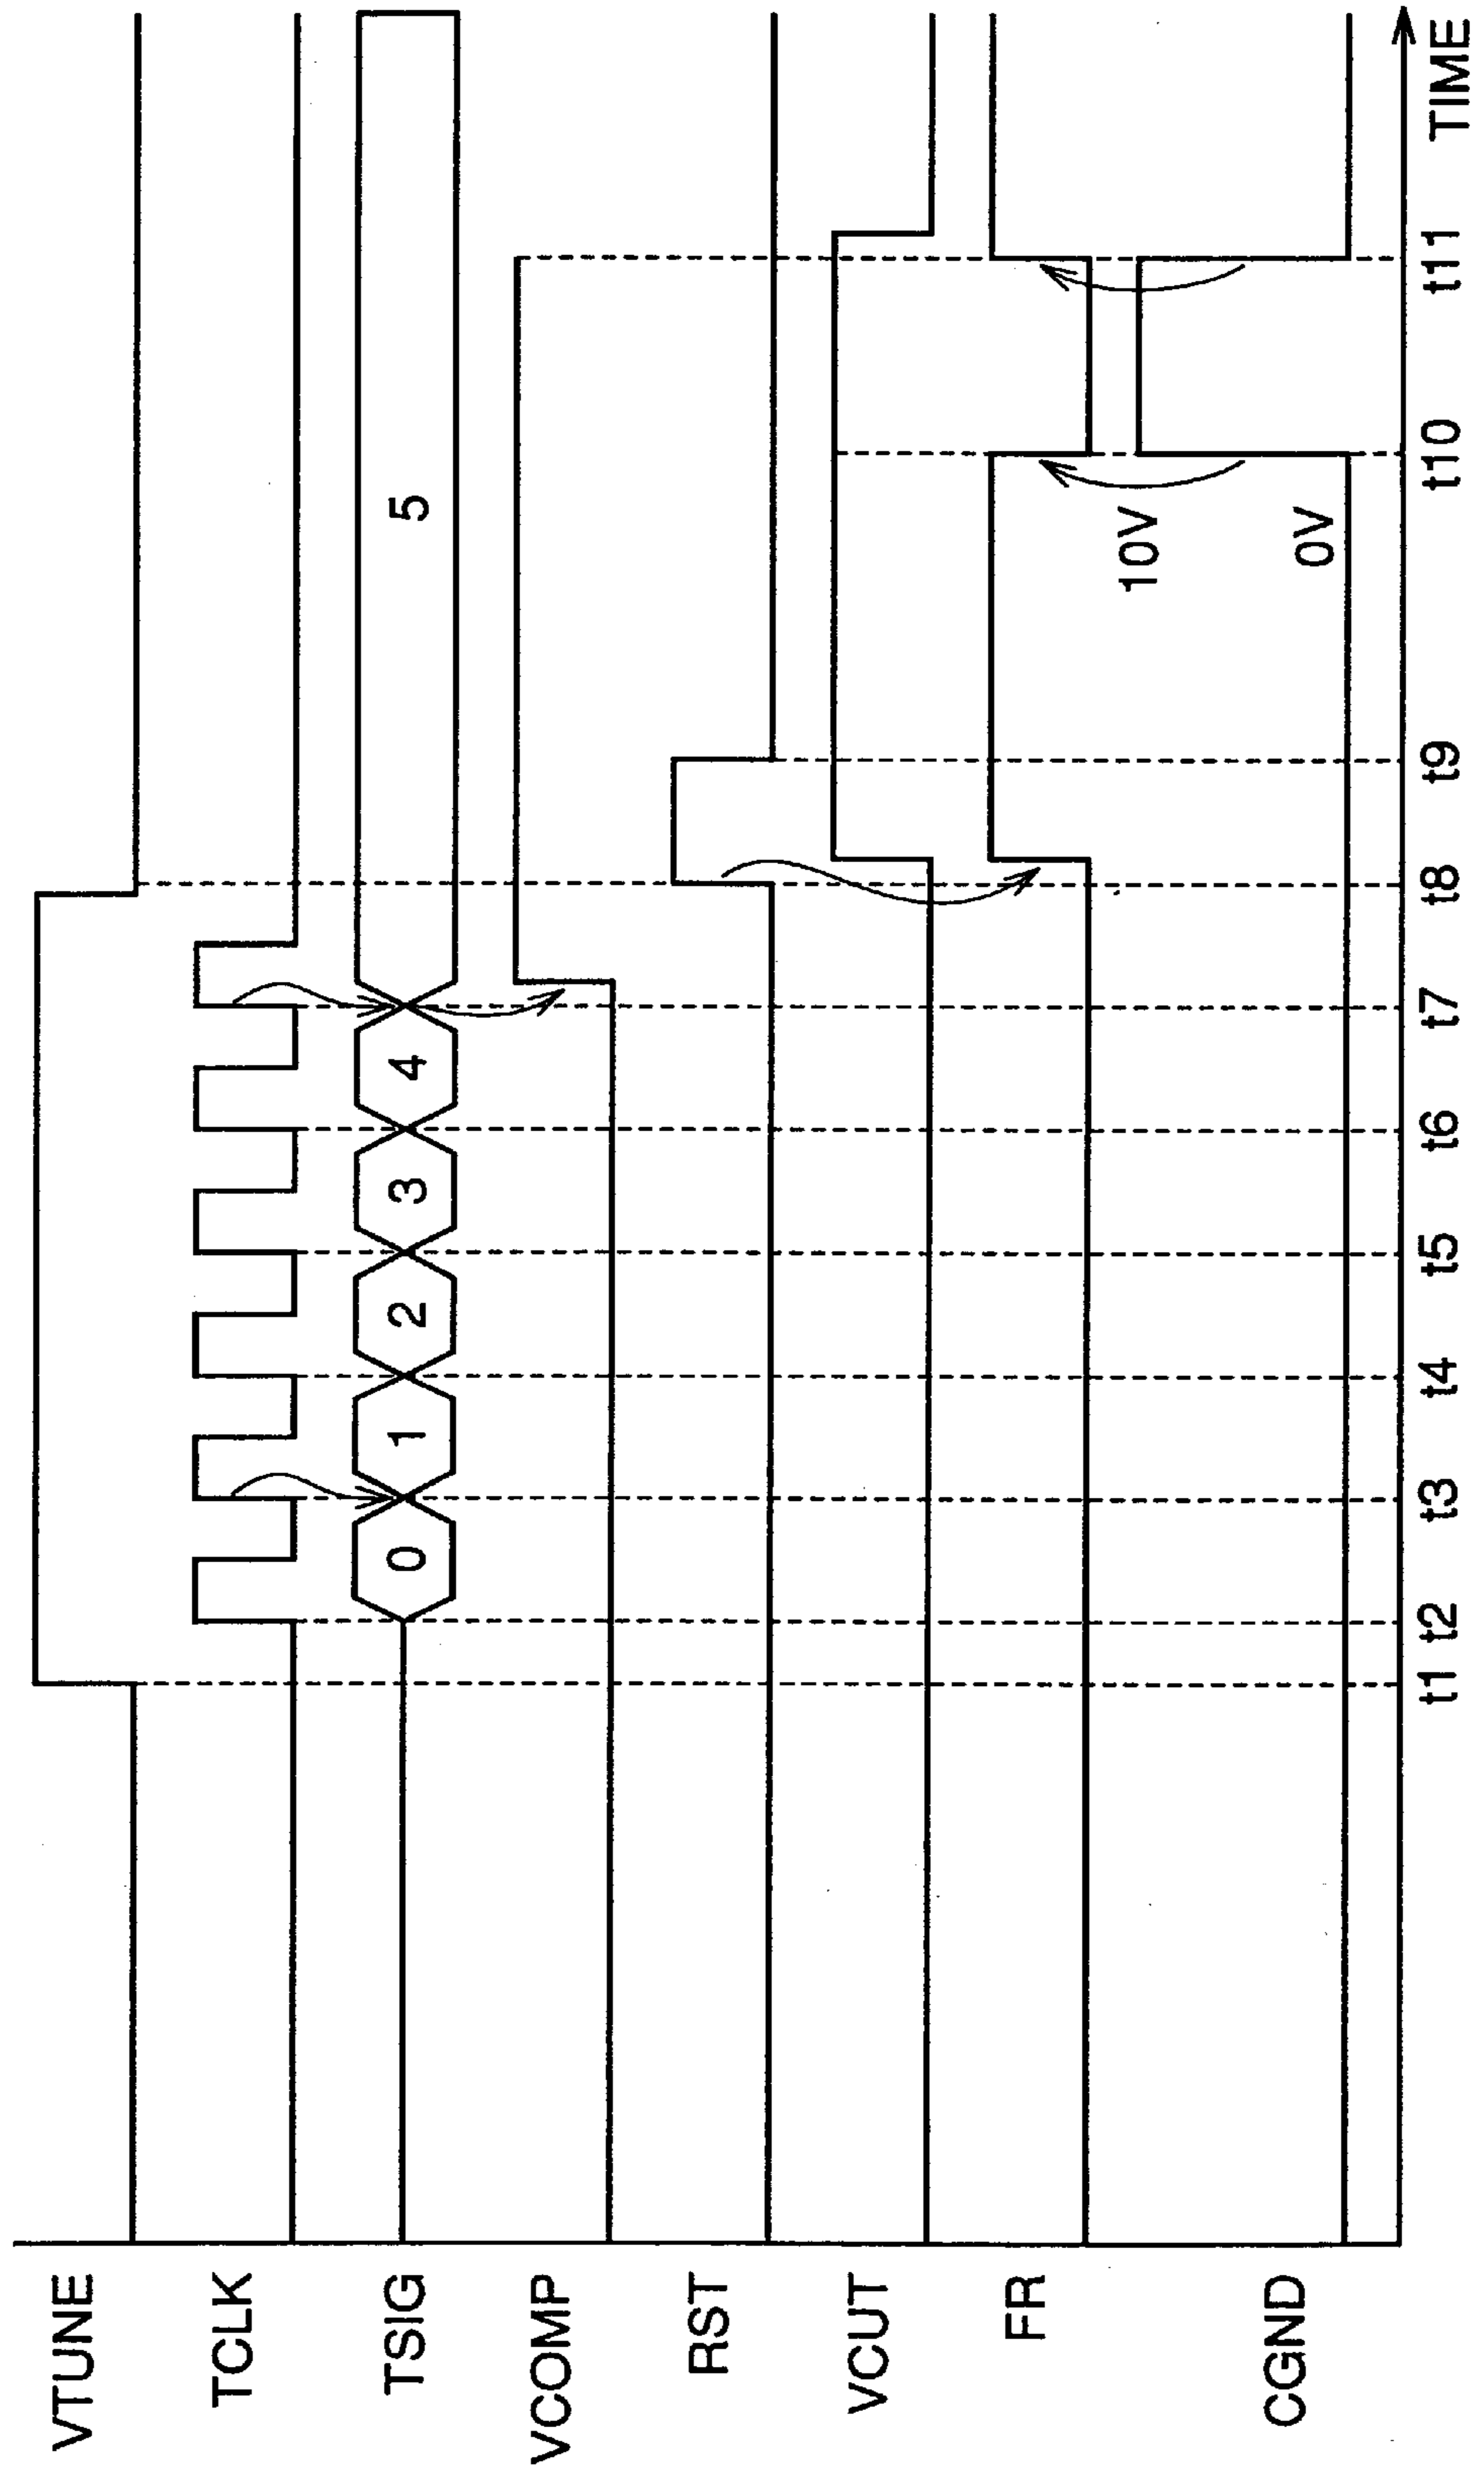 VTUNE
TCLK
TSIG
0 1 2 3 4 5
VCOMP
RST
VCUT
FR
10V
0V
CGND
t1 t2 t3 t4 t5 t6 t7 t8 t9 t10 t11 TIME